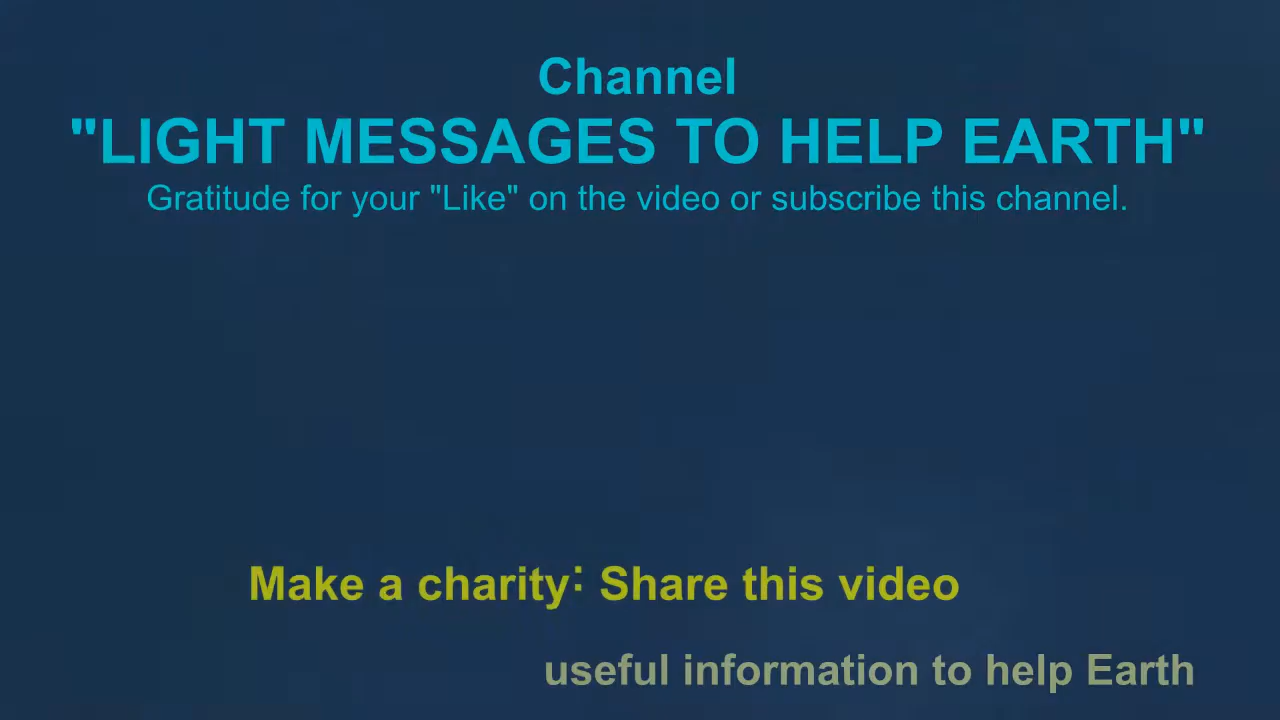 Channel
"LIGHT MESSAGES TO HELP EARTH"
Gratitude for your "Like" on the video or subscribe this channel.
Make a charity: Share this video
useful information to help Earth